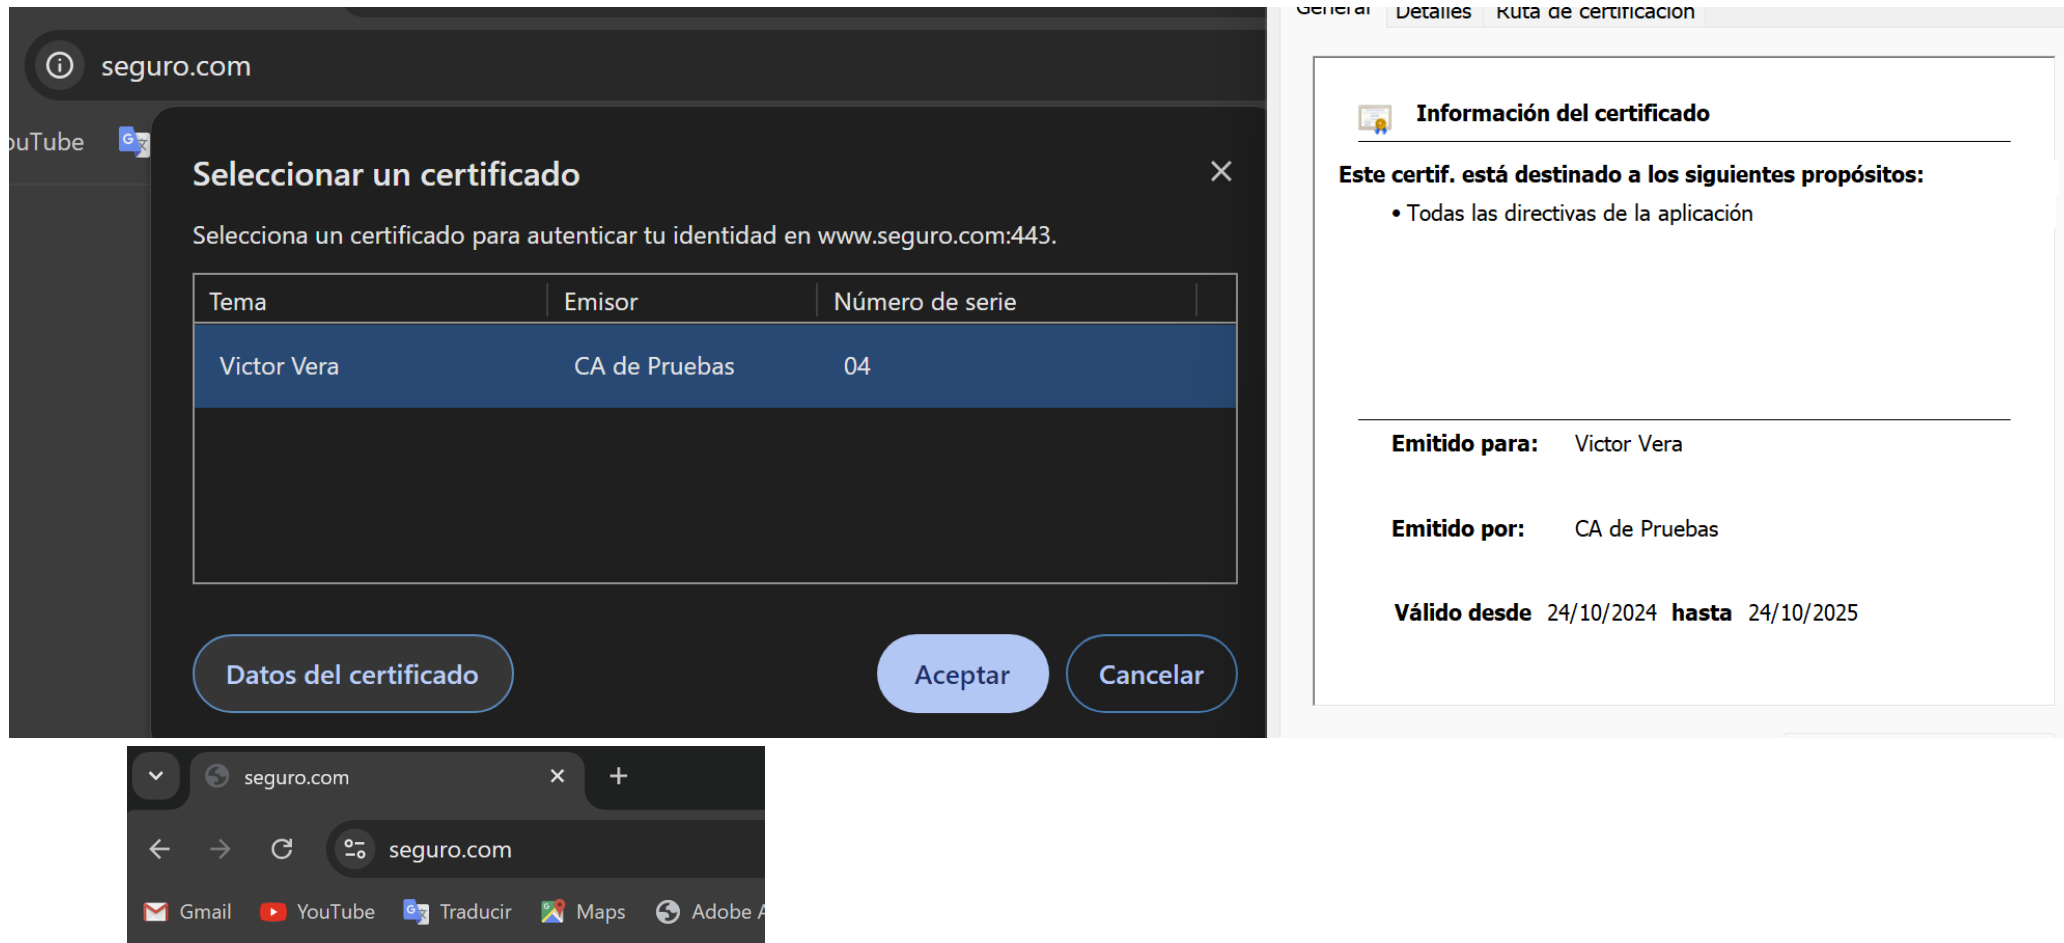 seguro.com
ouTube
Seleccionar un certificado
Selecciona un certificado para autenticar tu identidad en www.seguro.com:443.
Tema Emisor Número de serie
Victor Vera CA de Pruebas 04
Datos del certificado Aceptar Cancelar
General Detalles Ruta de certificación
Información del certificado
Este certif. está destinado a los siguientes propósitos:
• Todas las directivas de la aplicación
Emitido para: Victor Vera
Emitido por: CA de Pruebas
Válido desde 24/10/2024 hasta 24/10/2025
seguro.com
seguro.com
Gmail YouTube Traducir Maps Adobe A